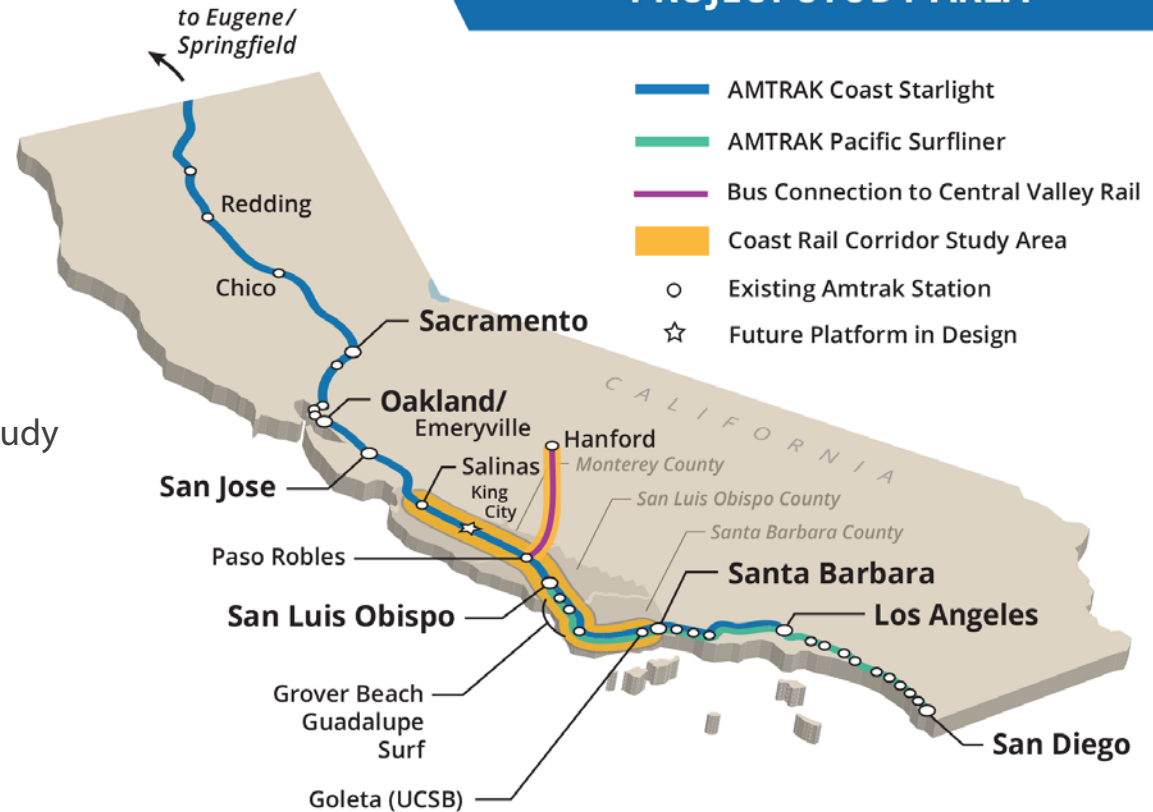 to Eugene/
Springfield
AMTRAK Coast Starlight
AMTRAK Pacific Surfliner
Bus Connection to Central Valley Rail
Coast Rail Corridor Study Area
Existing Amtrak Station
Future Platform in Design
Redding
Chico
Sacramento
CALIFORNIA
Oakland/
Emeryville
Hanford
udy
Salinas
Monterey County
San Jose
King
City
San Luis Obispo County
Santa Barbara County
Paso Robles
Santa Barbara
San Luis Obispo
Los Angeles
Grover Beach
Guadalupe
Surf
San Diego
Goleta (UCSB)